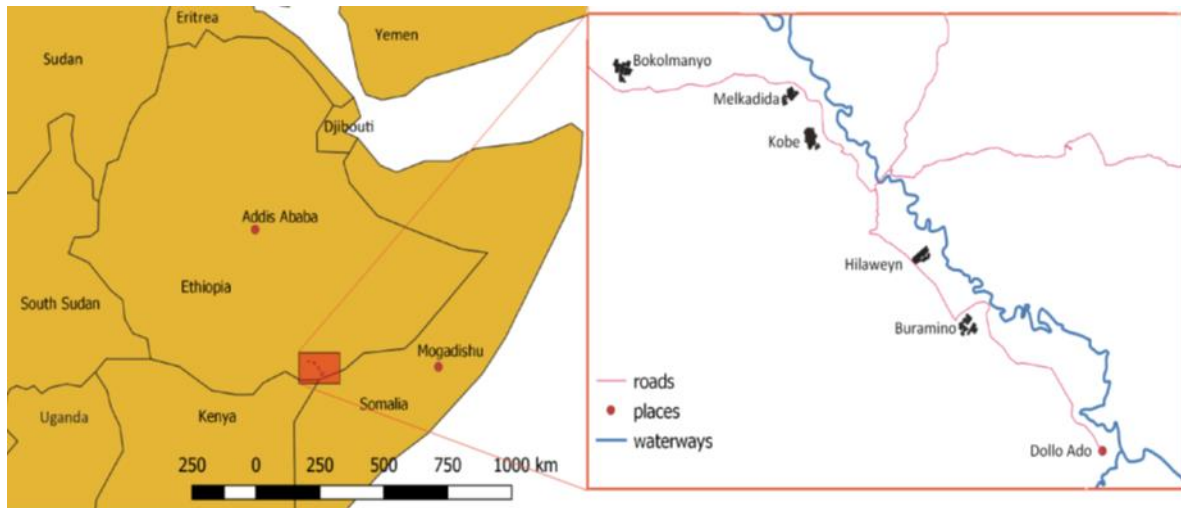 Eritrea
Yemen
Sudan
Djibouti
Addis Ababa
Ethiopia
South Sudan
Mogadishu
Somalia
Kenya
Uganda
250 0 250 500 750 1000 km
Bokolmanyo
Melkadida
Kobe
Hilaweyn
Buramino
Dollo Ado
roads
places
waterways